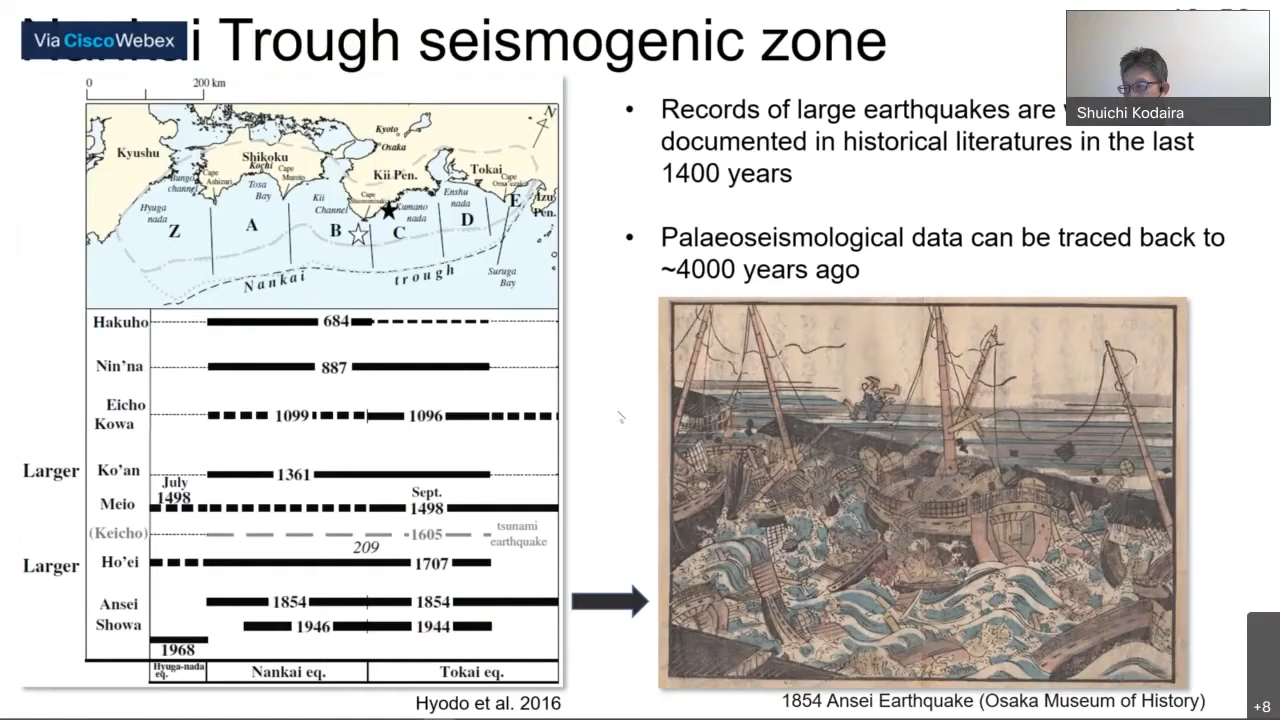 i Trough seismogenic zone
Via Cisco Webex
Shuichi Kodaira
0 200 km
N
Kyoto
Osaka
Kyushu
Shikoku
Kochi
Tokai
Kii Pen.
Bungo channel
Cape Ashizuri
Cape Muroto
Tosa Bay
Cape Shionomisaki
Enshu nada
Cape
Izu Pen.
Hyuga nada
Kii Channel
Kumano nada
Z A B C D E
Nankai trough
Suruga Bay
Hakuho 684
Nin'na 887
Eicho
Kowa
1099 1096
Larger Ko'an 1361
July 1498
Sept. 1498
Meio
(Keicho) 1605
tsunami earthquake
209
Larger Ho'ei 1707
Ansei 1854 1854
Showa 1946 1944
1968
Hyuga-nada eq.
Nankai eq.
Tokai eq.
Hyodo et al. 2016
• Records of large earthquakes are
documented in historical literatures in the last
1400 years
• Palaeoseismological data can be traced back to
~4000 years ago
1854 Ansei Earthquake (Osaka Museum of History)
+8